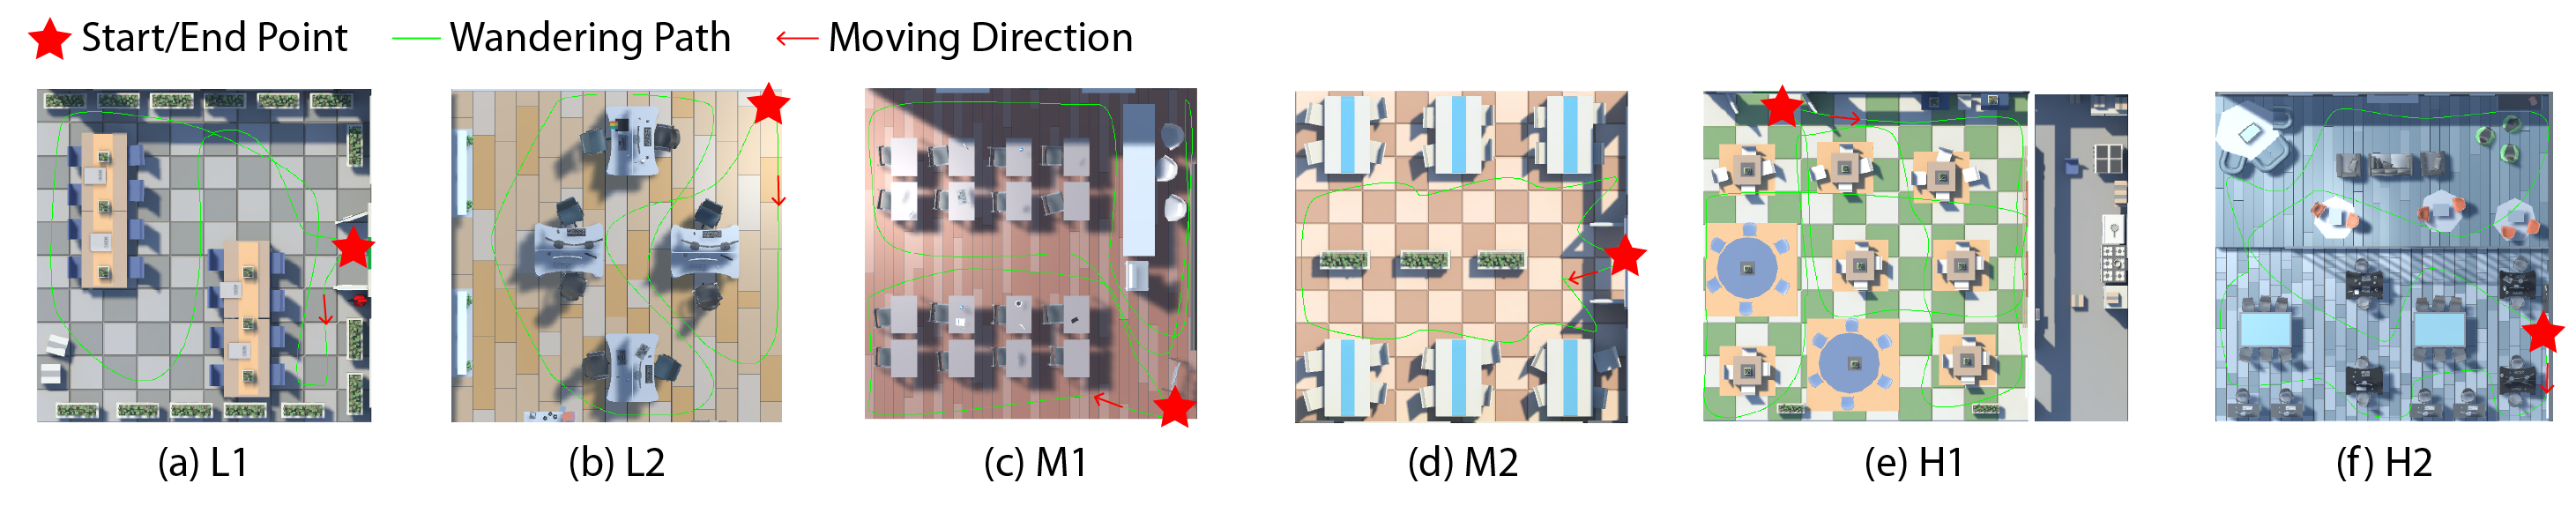 Start/End Point Wandering Path Moving Direction
(a) L1 (b) L2 (c) M1 (d) M2 (e) H1 (f) H2